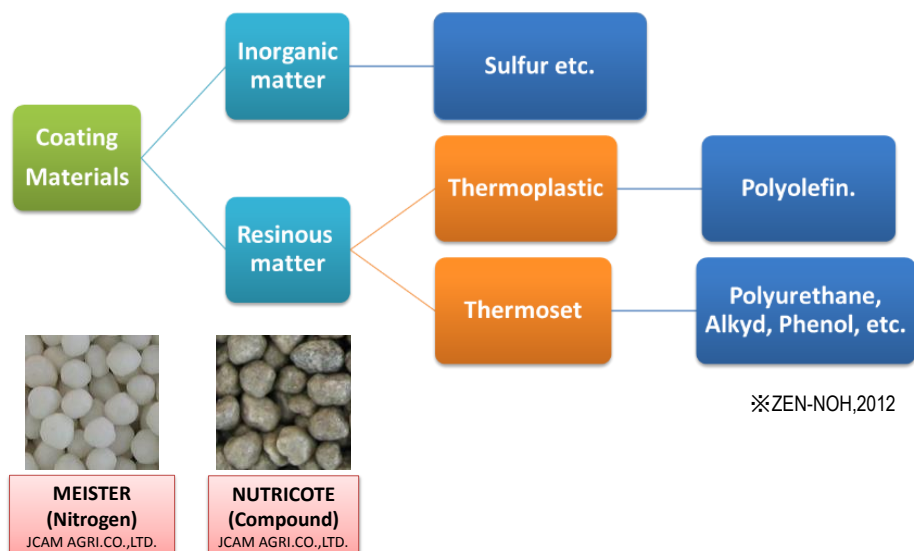 Inorganic
matter
Sulfur etc.
Coating
Materials
Thermoplastic
Polyolefin.
Resinous
matter
Thermoset
Polyurethane,
Alkyd, Phenol, etc.
※ZEN-NOH,2012
MEISTER
(Nitrogen)
JCAM AGRI.CO.,LTD.
NUTRICOTE
(Compound)
JCAM AGRI.CO.,LTD.